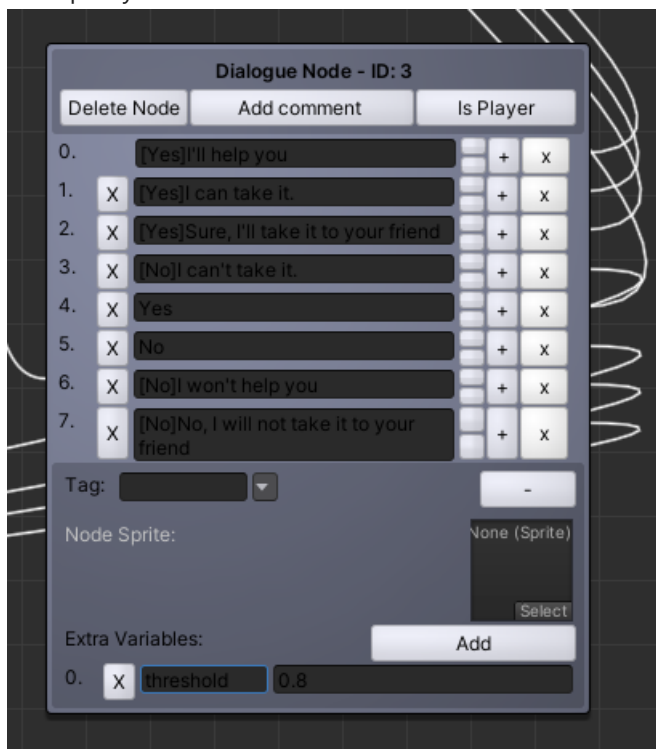 Dialogue Node - ID: 3
Delete Node Add comment Is Player
0. [Yes]I'll help you + x
1. X [Yes]I can take it. + x
2. X [Yes]Sure, I'll take it to your friend + x
3. X [No]I can't take it. + x
4. X Yes + x
5. X No + x
6. X [No]I won't help you + x
7. X [No]No, I will not take it to your + x
friend
Tag: -
Node Sprite: None (Sprite)
Select
Extra Variables: Add
0. X threshold 0.8